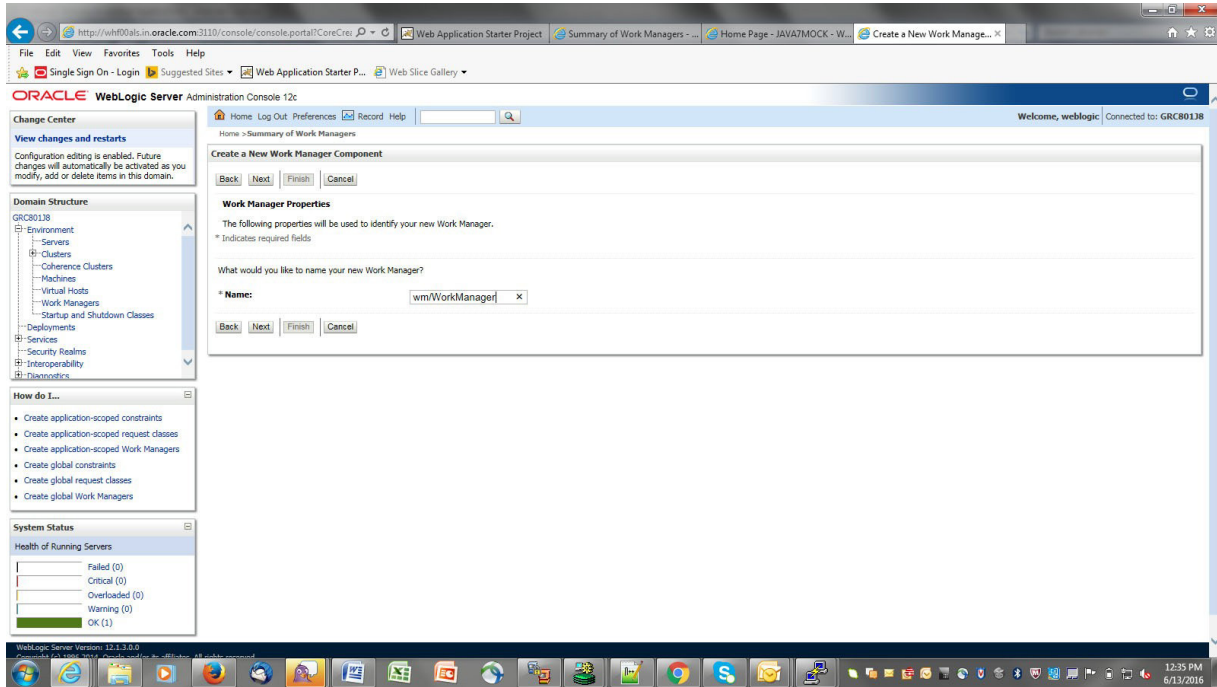 http://whf00als.in.oracle.com:3110/console/console.portal?CoreCre
Web Application Starter Project
Summary of Work Managers - ...
Home Page - JAVA7MOCK - W...
Create a New Work Manage...
File Edit View Favorites Tools Help
Single Sign On - Login
Suggested Sites
Web Application Starter P...
Web Slice Gallery
ORACLE WebLogic Server Administration Console 12c
Change Center
View changes and restarts
Configuration editing is enabled. Future
changes will automatically be activated as you
modify, add or delete items in this domain.
Domain Structure
GRC801J8
Environment
Servers
Clusters
Coherence Clusters
Machines
Virtual Hosts
Work Managers
Startup and Shutdown Classes
Deployments
Services
Security Realms
Interoperability
Diagnostics
How do I...
Create application-scoped constraints
Create application-scoped request classes
Create application-scoped Work Managers
Create global constraints
Create global request classes
Create global Work Managers
System Status
Health of Running Servers
Failed (0)
Critical (0)
Overloaded (0)
Warning (0)
OK (1)
Home Log Out Preferences Record Help
Welcome, weblogic Connected to: GRC801J8
Home >Summary of Work Managers
Create a New Work Manager Component
Back Next Finish Cancel
Work Manager Properties
The following properties will be used to identify your new Work Manager.
* Indicates required fields
What would you like to name your new Work Manager?
* Name: wm/WorkManager
Back Next Finish Cancel
WebLogic Server Version: 12.1.3.0.0
Copyright (c) 1996,2014, Oracle and/or its affiliates. All rights reserved.
12:35 PM
6/13/2016